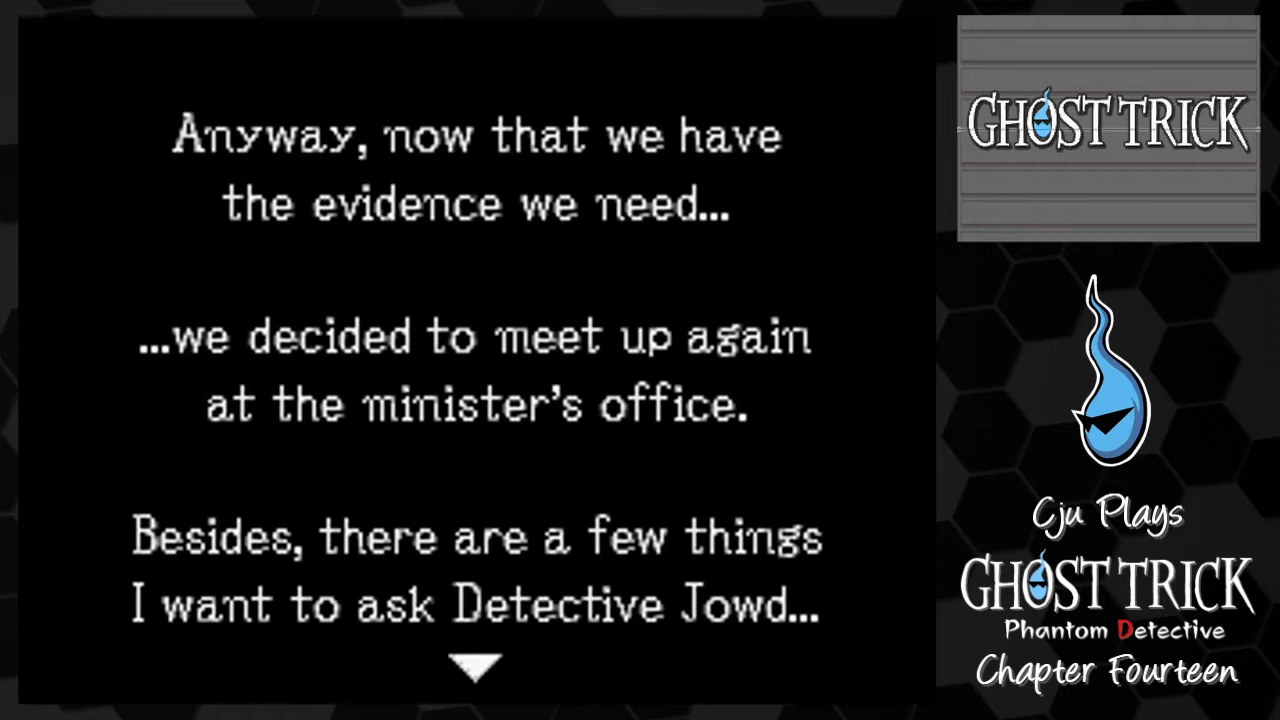 Anyway, now that we have
the evidence we need...
...we decided to meet up again
at the minister's office.
Besides, there are a few things
I want to ask Detective Jowd...
GHOST TRICK
Cju Plays
GHOST TRICK
Phantom Detective
Chapter Fourteen